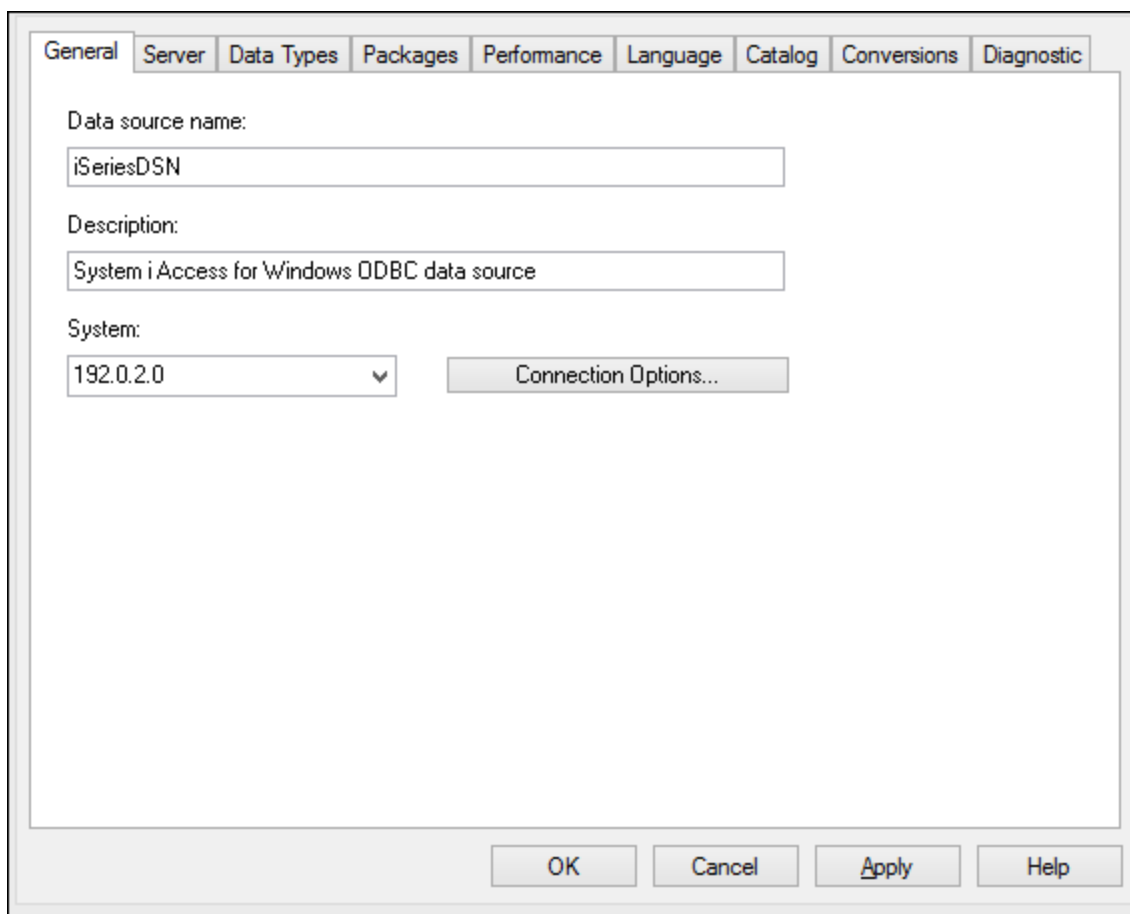 General Server Data Types Packages Performance Language Catalog Conversions Diagnostic
Data source name:
iSeriesDSN
Description:
System i Access for Windows ODBC data source
System:
192.0.2.0 Connection Options...
OK Cancel Apply Help